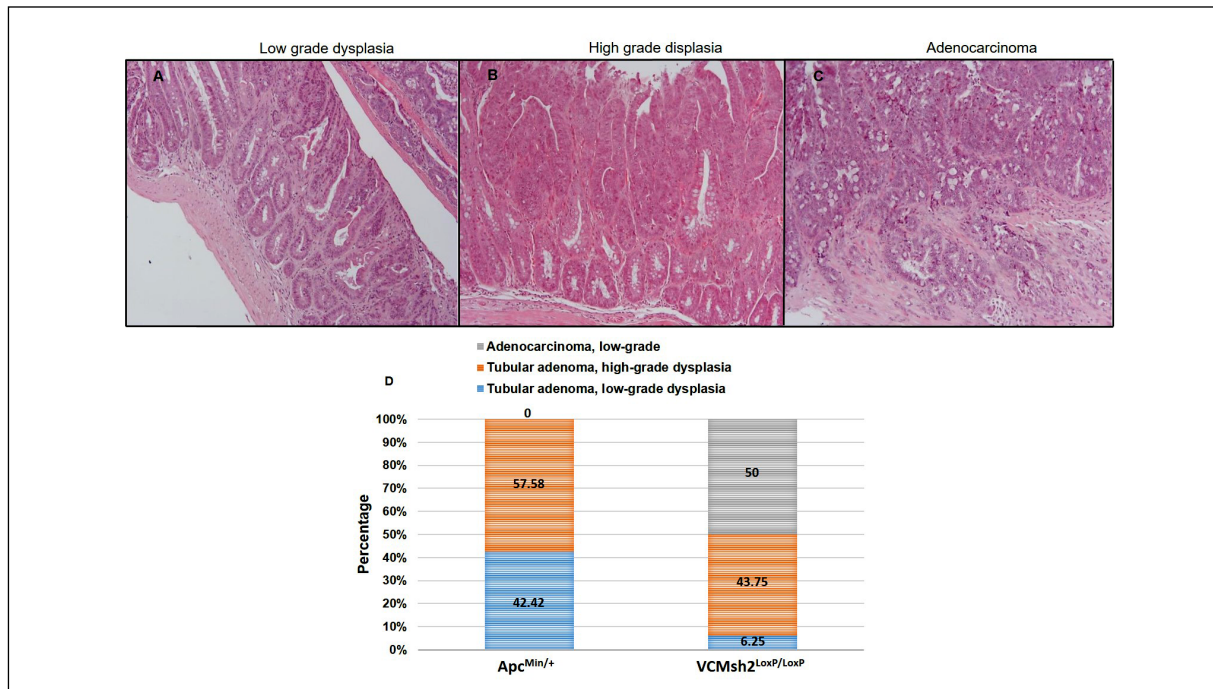 Low grade dysplasia
High grade displasia
Adenocarcinoma
A
B
C
Adenocarcinoma, low-grade
Tubular adenoma, high-grade dysplasia
Tubular adenoma, low-grade dysplasia
D
0
100%
90%
80%
70%
60%
50%
40%
30%
20%
10%
0%
Percentage
57.58
42.42
50
43.75
6.25
Apc^Min/+
VCMsh2^LoxP/LoxP